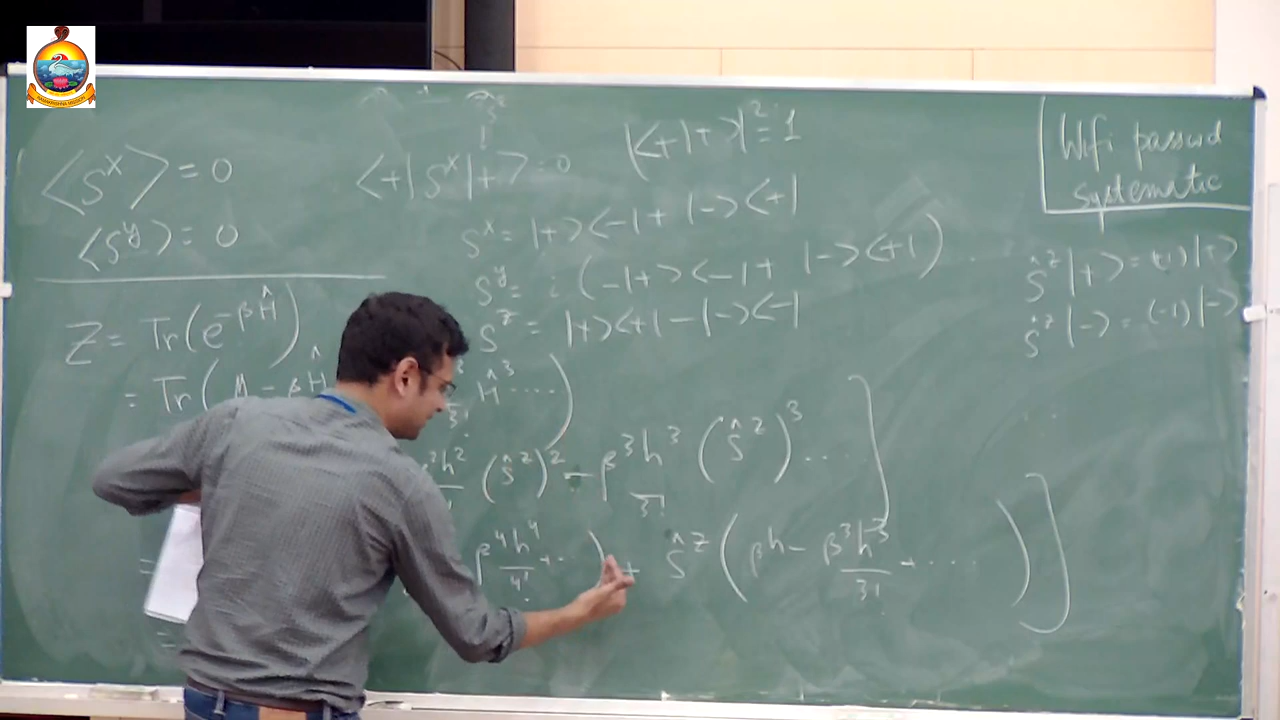 ⟨S^x⟩ = 0
⟨S^y⟩ = 0
⟨+|S^x|+⟩ = 0
|⟨+|+⟩|^2 = 1
S^x = |+⟩⟨-| + |-⟩⟨+|
S^y = i (-|+⟩⟨-| + |-⟩⟨+|)
S^z = |+⟩⟨+| - |-⟩⟨-|
Wifi passwd
systematic
Ŝ^z |+⟩ = (+1) |+⟩
Ŝ^z |-⟩ = (-1) |-⟩
Z = Tr(e^{-βĤ})
= Tr(𝟙 - βĤ Ĥ^3 ....)
h^2 (Ŝ^z)^2 - β^3h^3/3! (Ŝ^z)^3 ... ]
= β^4h^4/4! + ..) + Ŝ^z (βh - β^3h^3/3! + .... )]
=